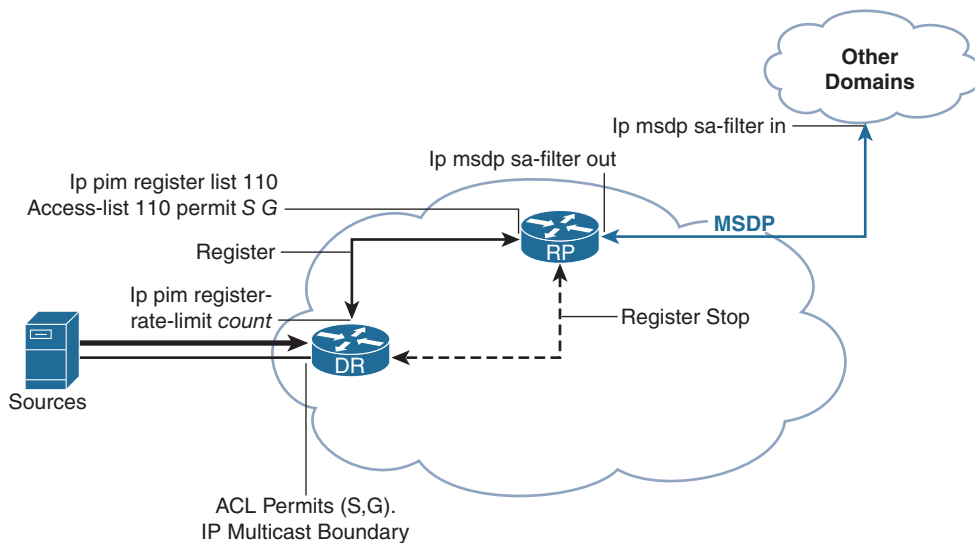 Other
Domains
Ip msdp sa-filter in
Ip msdp sa-filter out
Ip pim register list 110
Access-list 110 permit S G
MSDP
RP
Register
Ip pim register-
rate-limit count
Register Stop
DR
Sources
ACL Permits (S,G).
IP Multicast Boundary